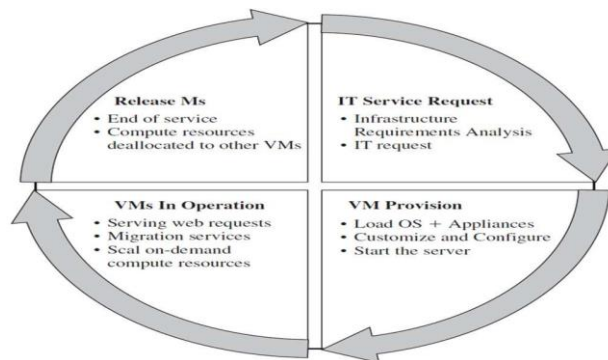 Release Ms
• End of service
• Compute resources
deallocated to other VMs
IT Service Request
• Infrastructure
Requirements Analysis
• IT request
VMs In Operation
• Serving web requests
• Migration services
• Scal on-demand
compute resources
VM Provision
• Load OS + Appliances
• Customize and Configure
• Start the server